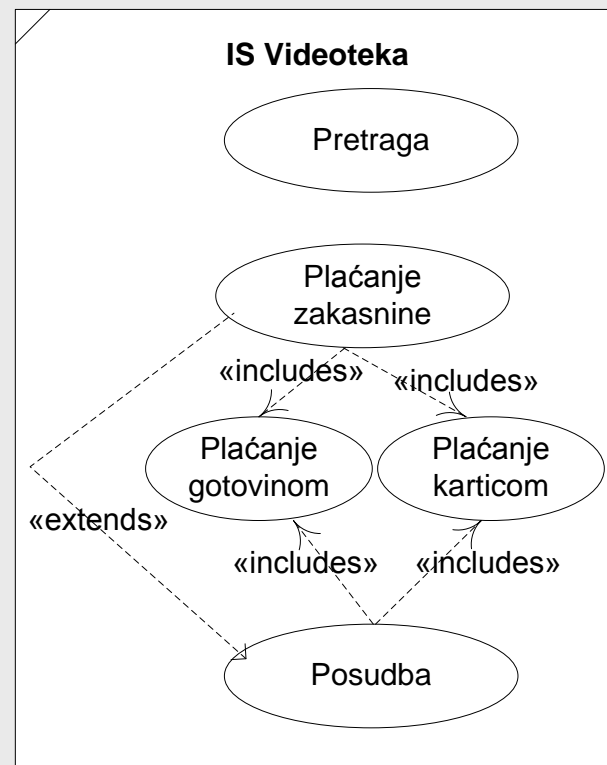 IS Videoteka
Pretraga
Plaćanje
zakasnine
«includes»
«includes»
Plaćanje
gotovinom
Plaćanje
karticom
«extends»
«includes»
«includes»
Posudba